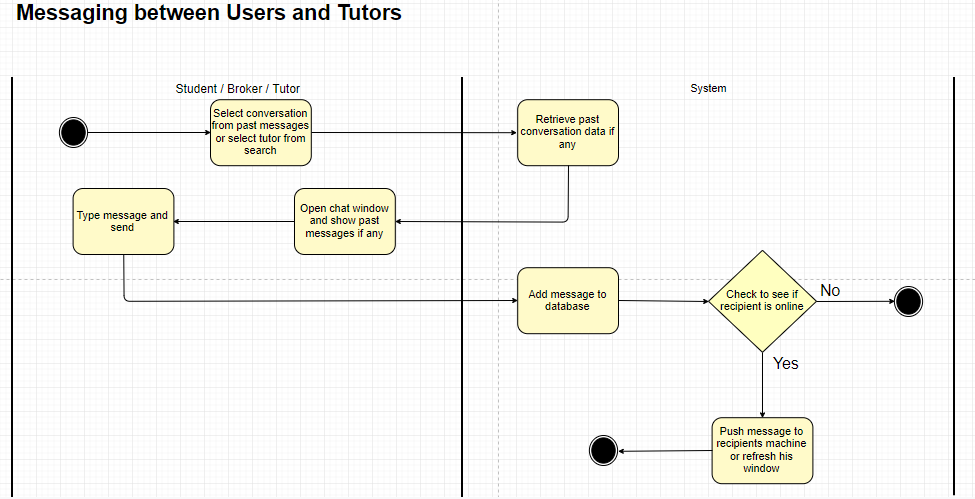 Messaging between Users and Tutors
Student / Broker / Tutor
System
Select conversation
from past messages
or select tutor from
search
Retrieve past
conversation data if
any
Type message and
send
Open chat window
and show past
messages if any
Add message to
database
Check to see if
recipient is online
No
Yes
Push message to
recipients machine
or refresh his
window